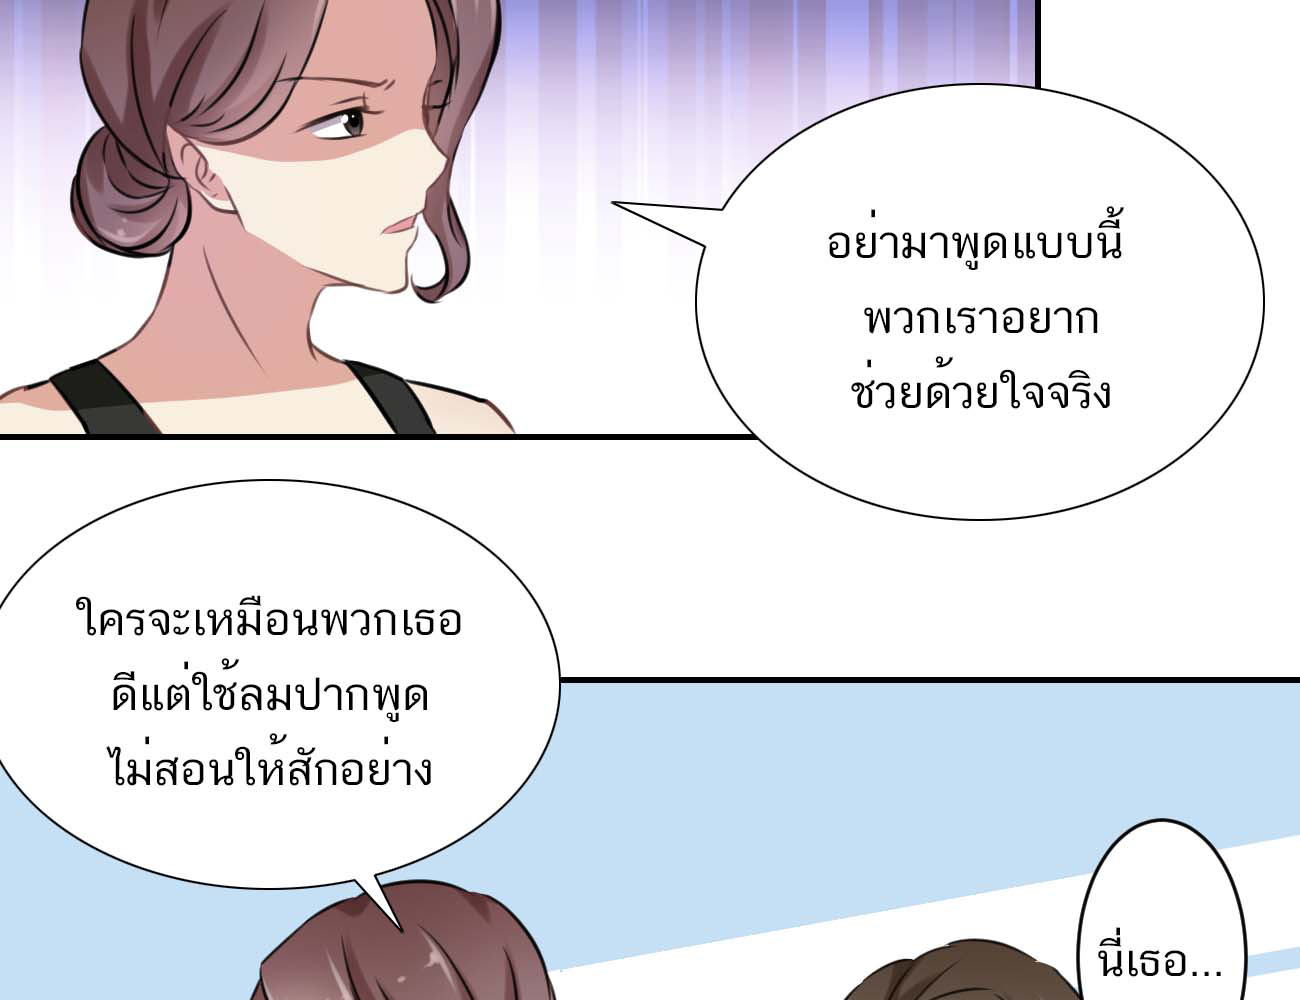 อย่ามาพูดแบบนี้
พวกเราอยาก
ช่วยด้วยใจจริง
ใครจะเหมือนพวกเธอ
ดีแต่ใช้ลมปากพูด
ไม่สอนให้สักอย่าง
นี่เธอ...